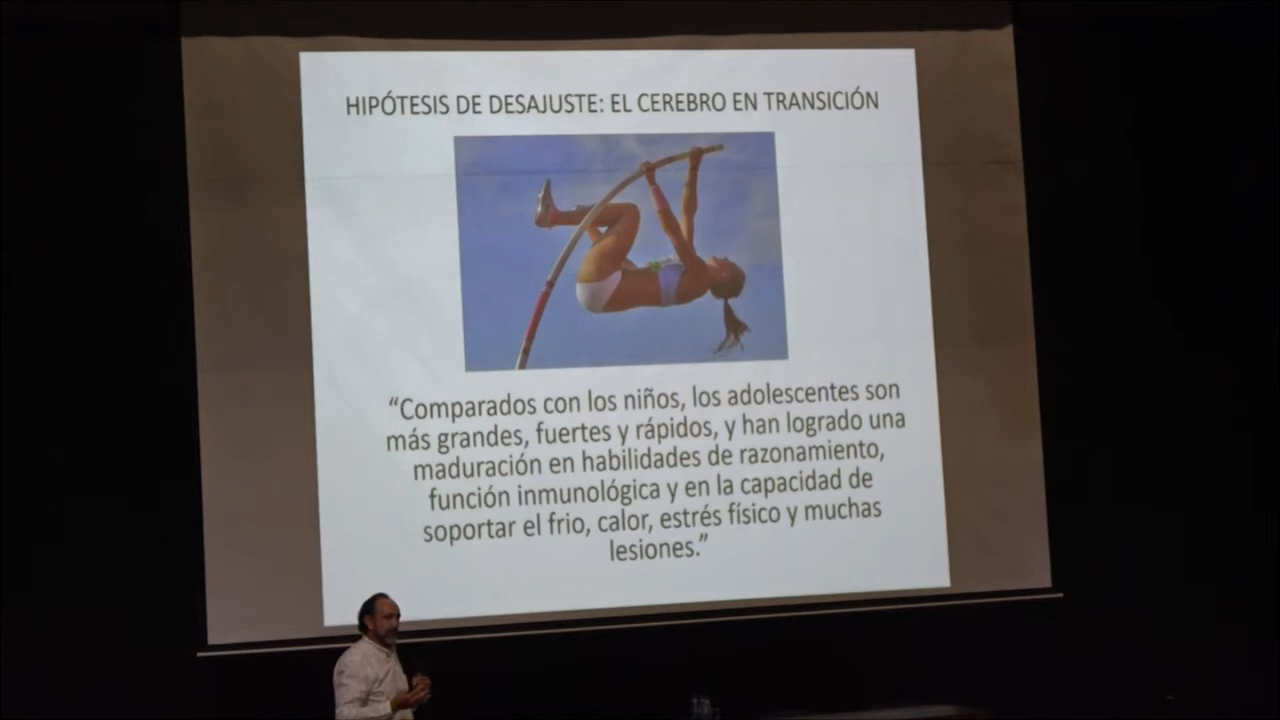 HIPÓTESIS DE DESAJUSTE: EL CEREBRO EN TRANSICIÓN
“Comparados con los niños, los adolescentes son
más grandes, fuertes y rápidos, y han logrado una
maduración en habilidades de razonamiento,
función inmunológica y en la capacidad de
soportar el frio, calor, estrés físico y muchas
lesiones.”